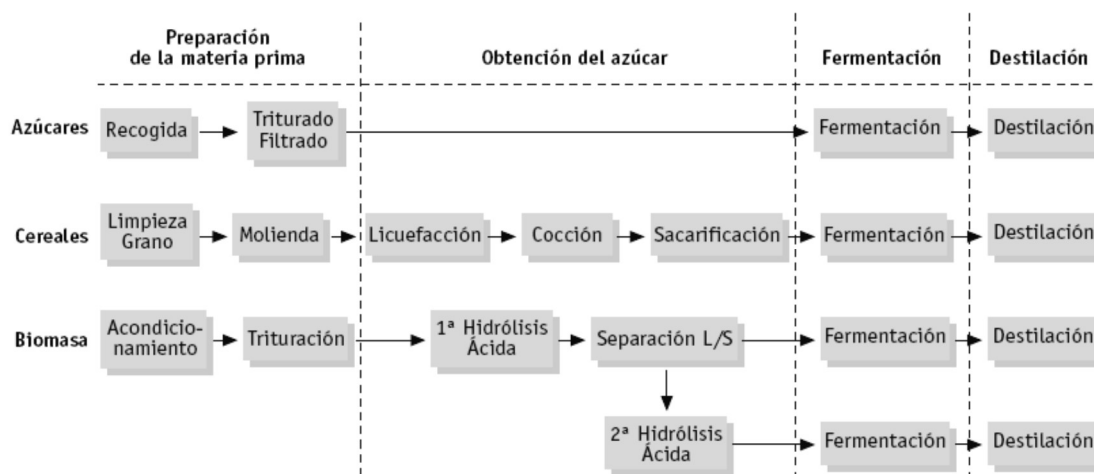 Preparación
de la materia prima
Obtención del azúcar
Fermentación
Destilación
Azúcares
Recogida
Triturado
Filtrado
Fermentación
Destilación
Cereales
Limpieza
Grano
Molienda
Licuefacción
Cocción
Sacarificación
Fermentación
Destilación
Biomasa
Acondicio-
namiento
Trituración
1ª Hidrólisis
Ácida
Separación L/S
Fermentación
Destilación
2ª Hidrólisis
Ácida
Fermentación
Destilación